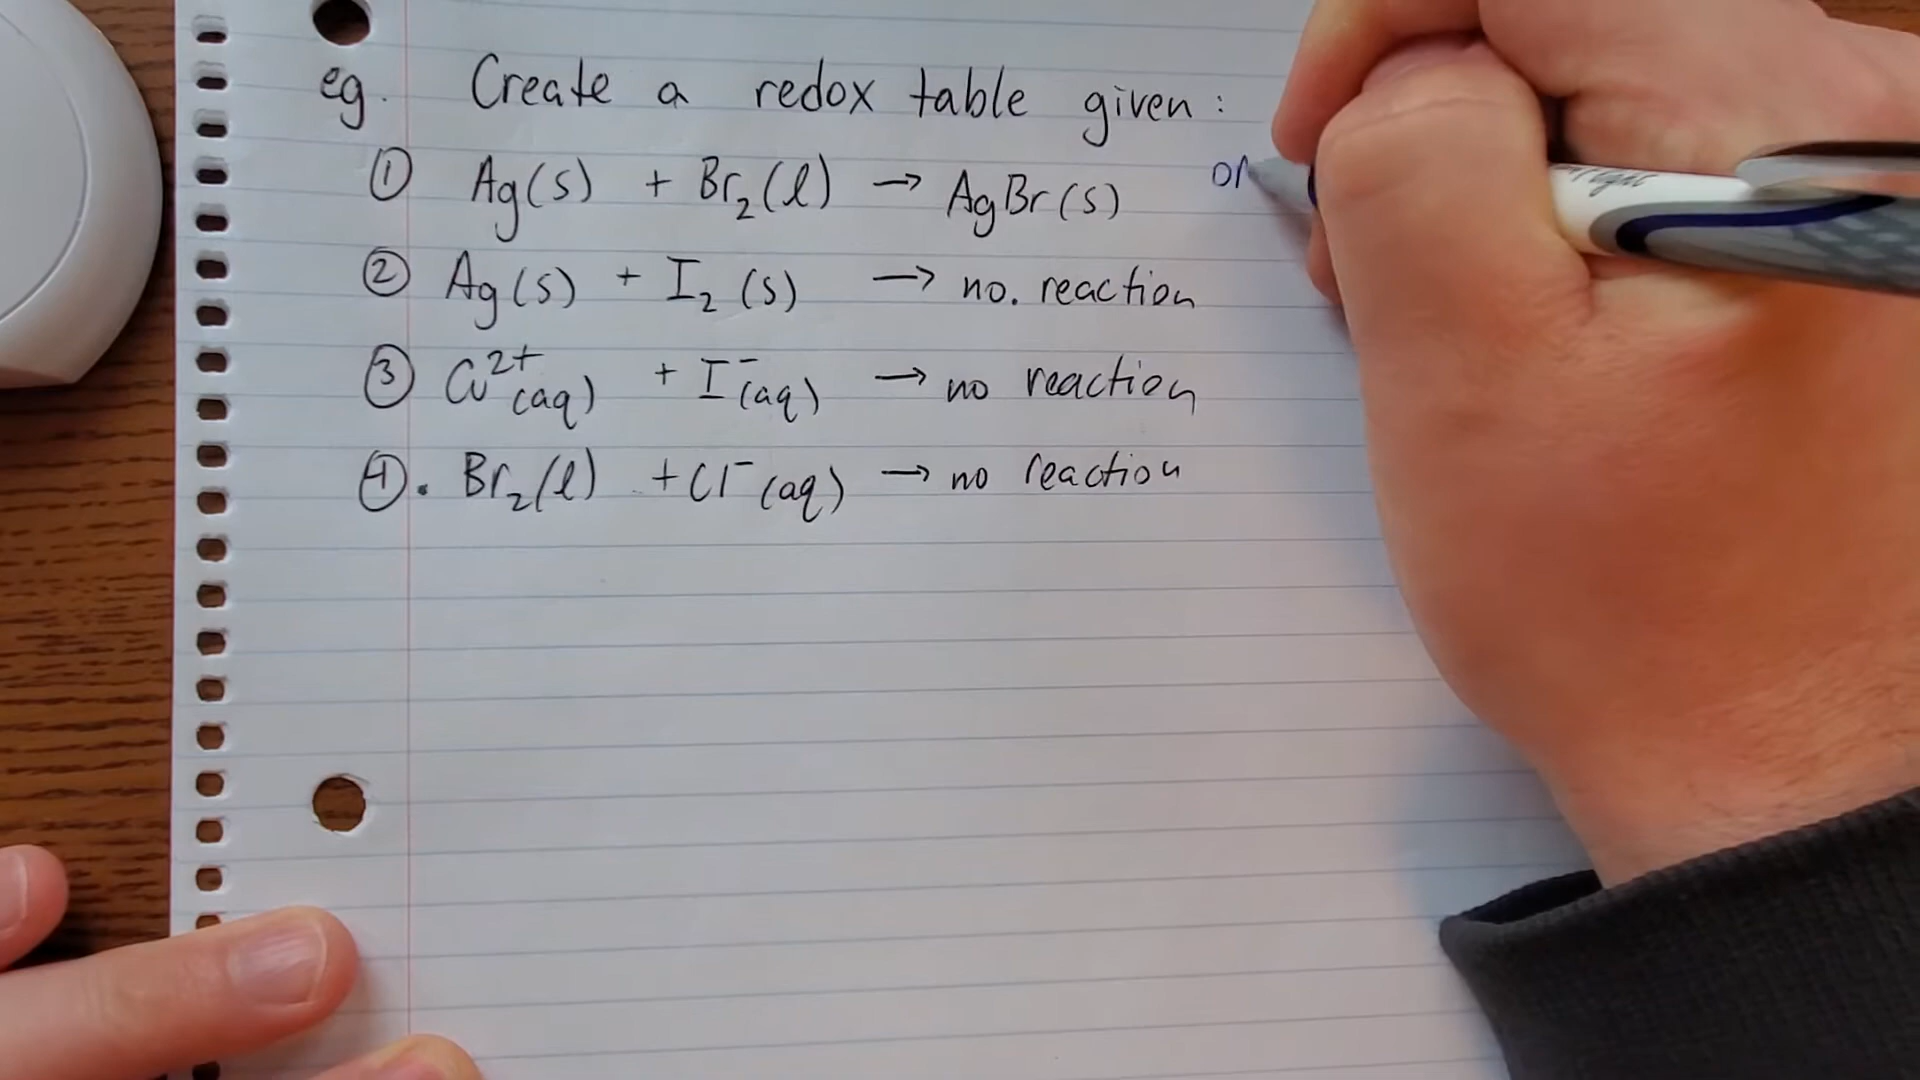 eg. Create a redox table given:
① Ag(s) + Br₂(l) → AgBr(s)
② Ag(s) + I₂(s) → no. reaction
③ Cu²⁺(aq) + I⁻(aq) → no reaction
④. Br₂(l) + Cl⁻(aq) → no reaction